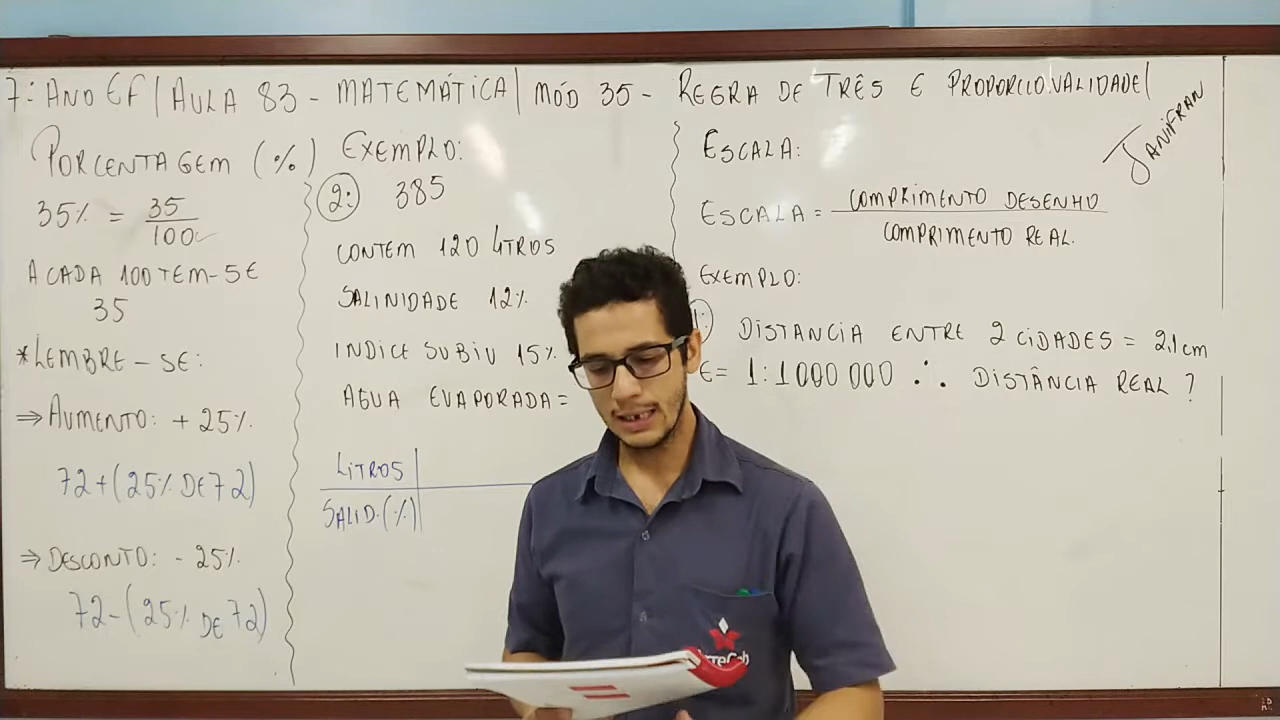 7º ANO EF | AULA 83 - MATEMÁTICA | MÓD 35 - REGRA DE TRÊS E PROPORCIONALIDADE |
PORCENTAGEM (%)
35% = 35/100
A CADA 100 TEM-SE
35
*LEMBRE-SE:
⇒ AUMENTO: + 25%.
72+(25% DE 72)
⇒ DESCONTO: - 25%.
72-(25% DE 72)
EXEMPLO:
2: 385
CONTÉM 120 LITROS
SALINIDADE 12%
INDICE SUBIU 15%.
ÁGUA EVAPORADA =
LITROS
SALID.(%)
JANIFRAN
ESCALA:
ESCALA = COMPRIMENTO DESENHO
COMPRIMENTO REAL.
EXEMPLO:
1: DISTANCIA ENTRE 2 CIDADES = 2,1 cm
E= 1:1000 000 ∴ DISTÂNCIA REAL ?